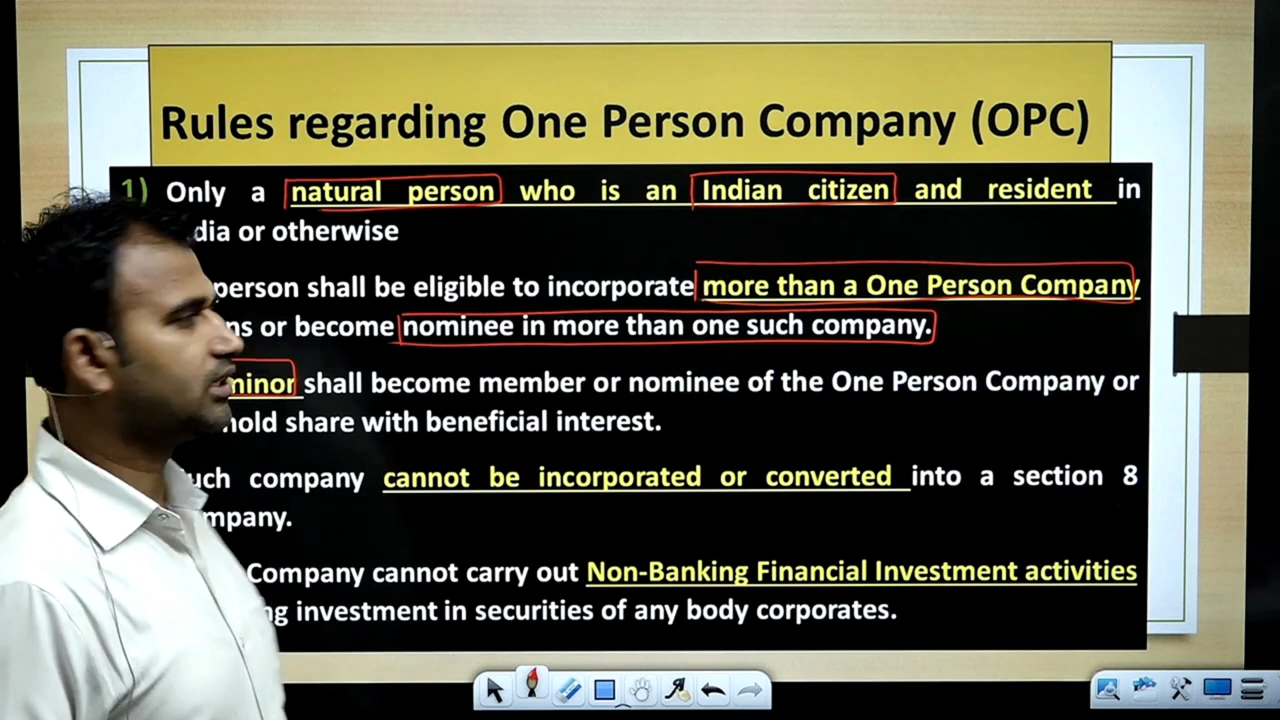 Rules regarding One Person Company (OPC)
1) Only a natural person who is an Indian citizen and resident in
dia or otherwise
person shall be eligible to incorporate more than a One Person Company
ns or become nominee in more than one such company.
minor shall become member or nominee of the One Person Company or
hold share with beneficial interest.
uch company cannot be incorporated or converted into a section 8
mpany.
Company cannot carry out Non-Banking Financial Investment activities
ng investment in securities of any body corporates.